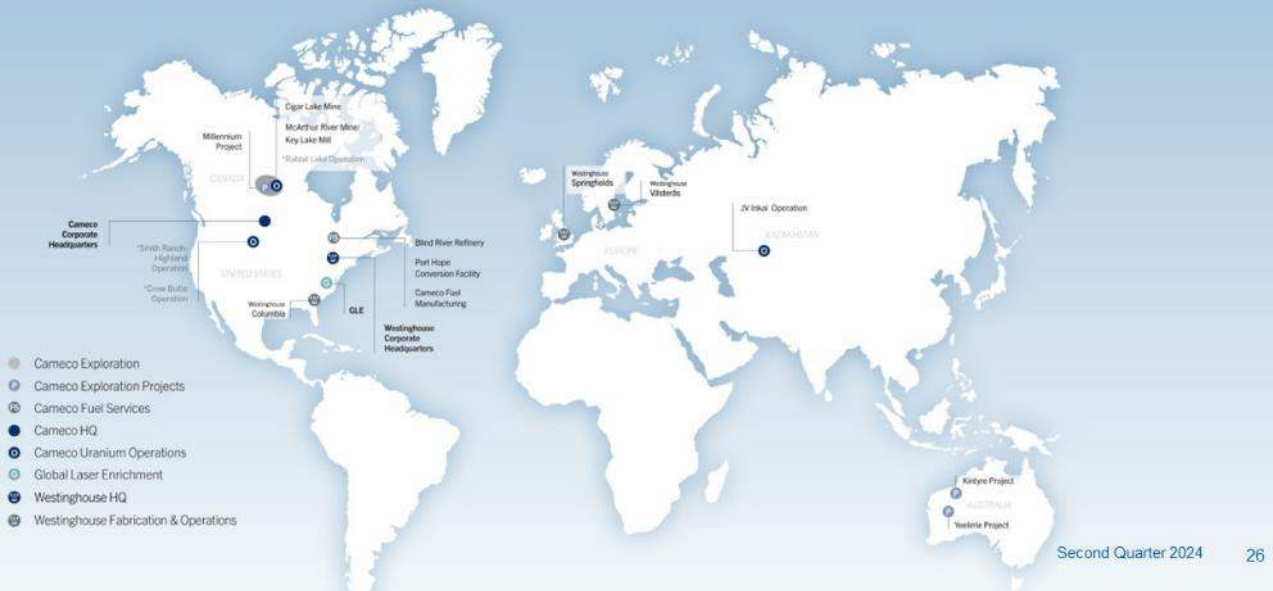 Cigar Lake Mine
McArthur River Mine/
Key Lake Mill
*Rabbit Lake Operation
Millennium
Project
CANADA
P
O
Cameco
Corporate
Headquarters
O
*Smith Ranch-
Highland
Operation
UNITED STATES
*Crow Butte
Operation
FS
Blind River Refinery
Port Hope
Conversion Facility
Cameco Fuel
Manufacturing
GLE
Westinghouse
Columbia
Westinghouse
Corporate
Headquarters
Westinghouse
Springfields
Westinghouse
Västerås
EUROPE
JV Inkai Operation
KAZAKHSTAN
O
Kintyre Project
P
AUSTRALIA
P
Yeelirrie Project
Cameco Exploration
P Cameco Exploration Projects
FS Cameco Fuel Services
Cameco HQ
O Cameco Uranium Operations
G Global Laser Enrichment
Westinghouse HQ
Westinghouse Fabrication & Operations
Second Quarter 2024 26